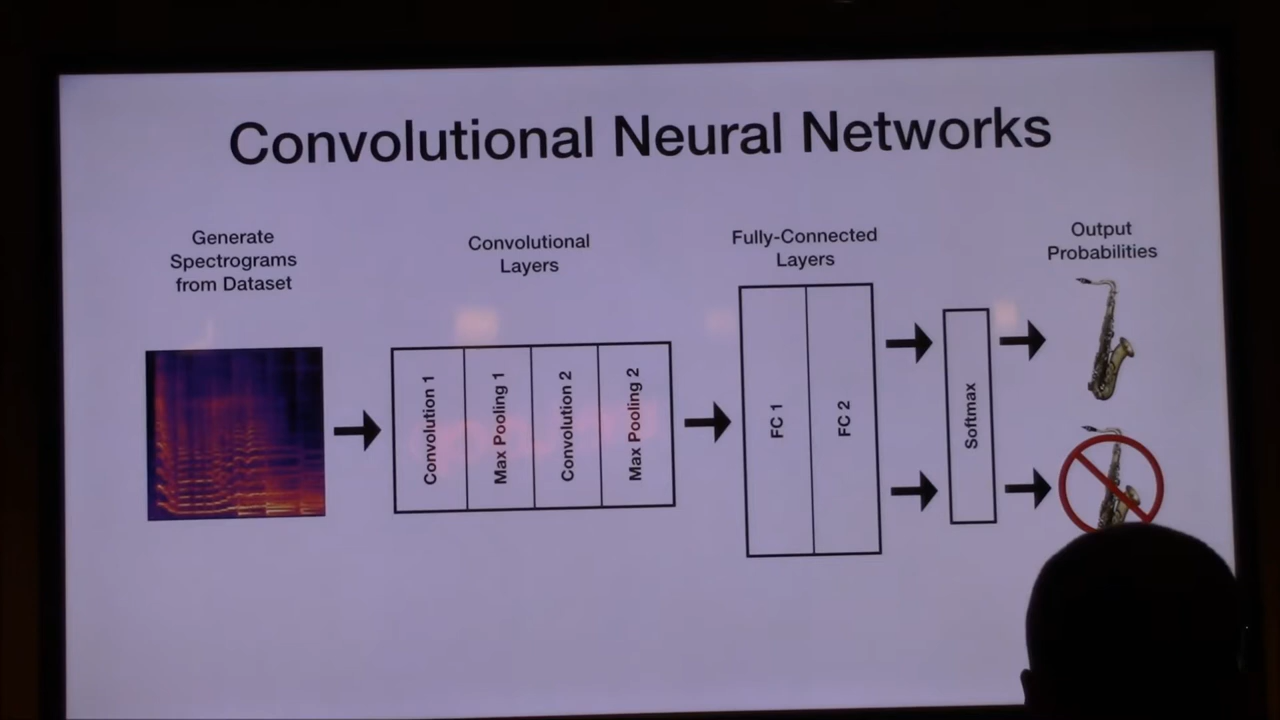 Convolutional Neural Networks
Generate
Spectrograms
from Dataset
Convolutional
Layers
Fully-Connected
Layers
Output
Probabilities
Convolution 1
Max Pooling 1
Convolution 2
Max Pooling 2
FC 1
FC 2
Softmax